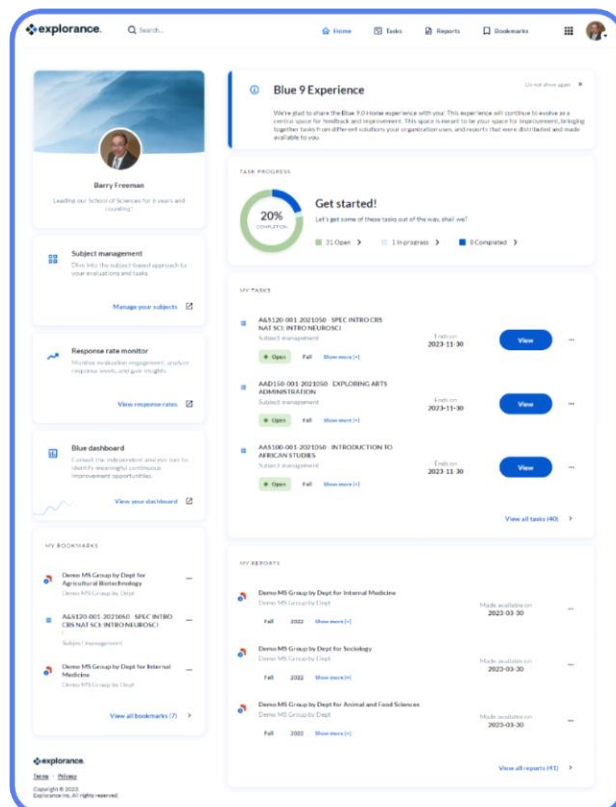 explorance.
Search...
Home
Tasks
Reports
Bookmarks
Barry Freeman
Leading our School of Sciences for 6 years and
counting!
Subject management
Dive into the subject-based approach to
your evaluations and tasks.
Manage your subjects
Response rate monitor
Monitor evaluation engagement, analyze
response levels, and gain insights.
View response rates
Blue dashboard
Consult the independent analysis tool to
identify meaningful continuous
improvement opportunities.
View your dashboard
MY BOOKMARKS
Demo MS Group by Dept for
Agricultural Biotechnology
Demo MS Group by Dept
A&S120-001 2021050 - SPEC INTRO
CRS NAT SCI: INTRO NEUROSCI
Subject management
Demo MS Group by Dept for Internal
Medicine
Demo MS Group by Dept
View all bookmarks (7)
explorance.
Terms - Privacy
Copyright © 2023.
Explorance Inc. All rights reserved.
Do not show again
Blue 9 Experience
We're glad to share the Blue 9.0 Home experience with you! This experience will continue to evolve as a
central space for feedback and improvement. This space is meant to be your space for improvement, bringing
together tasks from different solutions your organization uses, and reports that were distributed and made
available to you.
TASK PROGRESS
20%
COMPLETION
Get started!
Let's get some of these tasks out of the way, shall we?
31 Open
1 In progress
8 Completed
MY TASKS
A&S120-001 2021050 - SPEC INTRO CRS
NAT SCI: INTRO NEUROSCI
Subject management
Open Fall Show more [+]
Ends on
2023-11-30
View
AAD150-001 2021050 - EXPLORING ARTS
ADMINISTRATION
Subject management
Open Fall Show more [+]
Ends on
2023-11-30
View
AAS100-001-2021050 - INTRODUCTION TO
AFRICAN STUDIES
Subject management
Open Fall Show more [+]
Ends on
2023-11-30
View
View all tasks (40)
MY REPORTS
Demo MS Group by Dept for Internal Medicine
Demo MS Group by Dept
Fall 2022 Show more [+]
Made available on
2023-03-30
Demo MS Group by Dept for Sociology
Demo MS Group by Dept
Fall 2022 Show more [+]
Made available on
2023-03-30
Demo MS Group by Dept for Animal and Food Sciences
Demo MS Group by Dept
Fall 2022 Show more [+]
Made available on
2023-03-30
View all reports (41)